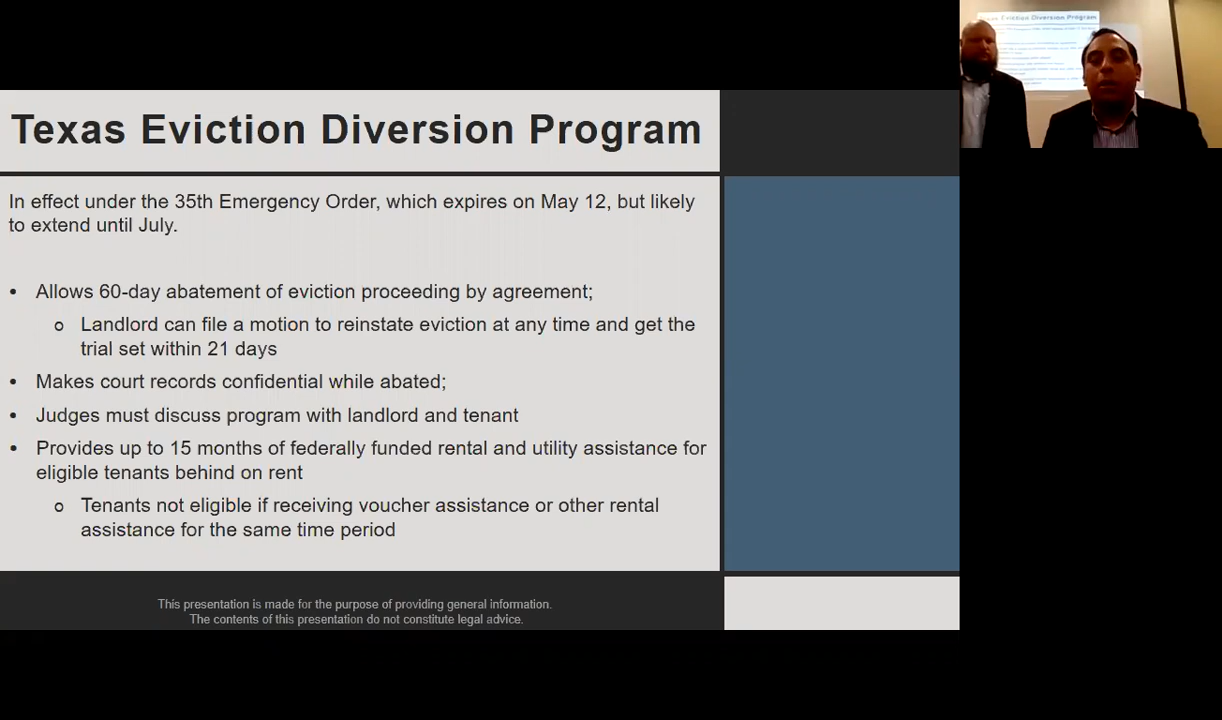 Texas Eviction Diversion Program
In effect under the 35th Emergency Order, which expires on May 12, but likely
to extend until July.
• Allows 60-day abatement of eviction proceeding by agreement;
o Landlord can file a motion to reinstate eviction at any time and get the
trial set within 21 days
• Makes court records confidential while abated;
• Judges must discuss program with landlord and tenant
• Provides up to 15 months of federally funded rental and utility assistance for
eligible tenants behind on rent
o Tenants not eligible if receiving voucher assistance or other rental
assistance for the same time period
This presentation is made for the purpose of providing general information.
The contents of this presentation do not constitute legal advice.
Texas Eviction Diversion Program